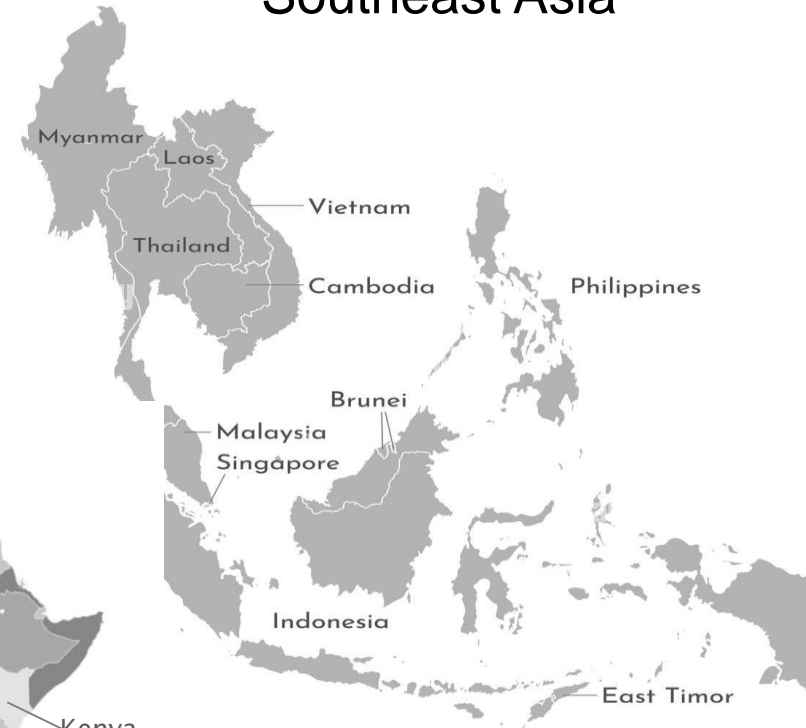 Southeast Asia
Myanmar
Laos
Vietnam
Thailand
Cambodia
Philippines
Brunei
Malaysia
Singapore
Indonesia
East Timor
Kenya